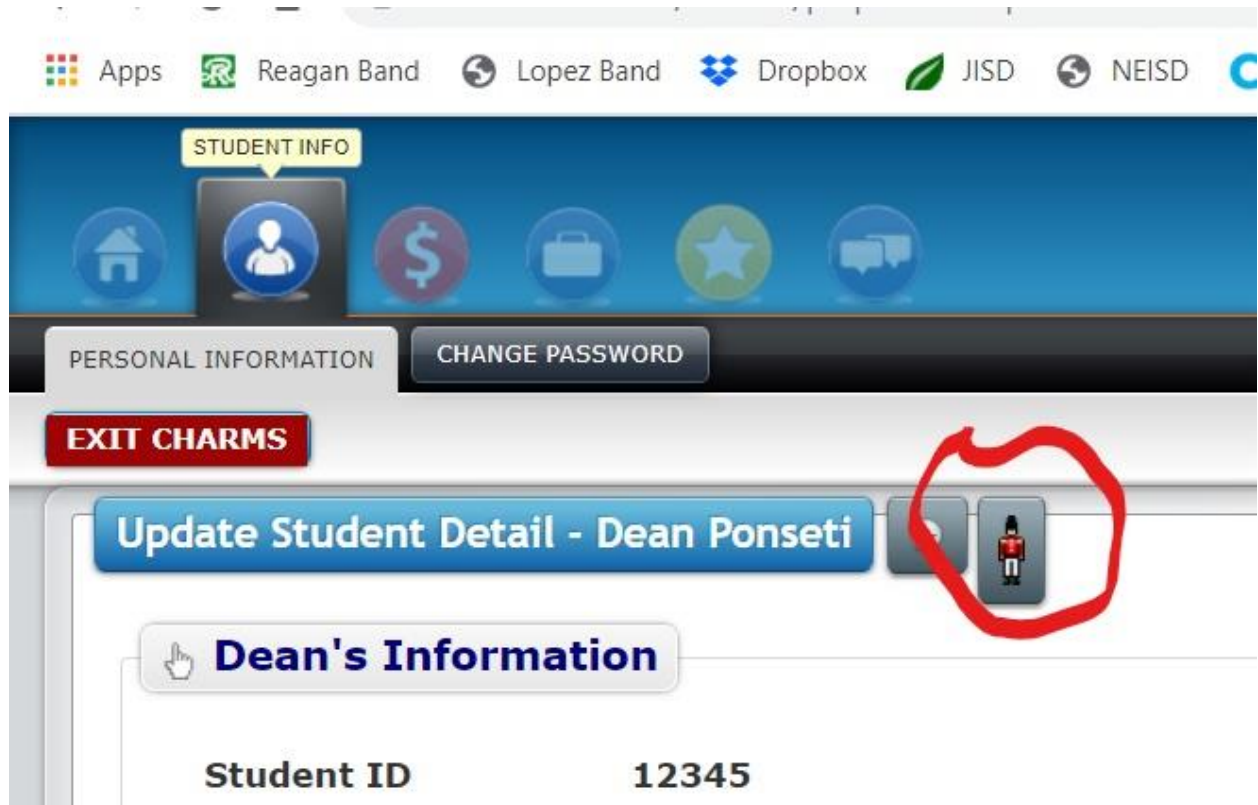 Apps Reagan Band Lopez Band Dropbox JISD NEISD
STUDENT INFO
PERSONAL INFORMATION CHANGE PASSWORD
EXIT CHARMS
Update Student Detail - Dean Ponseti
Dean's Information
Student ID 12345